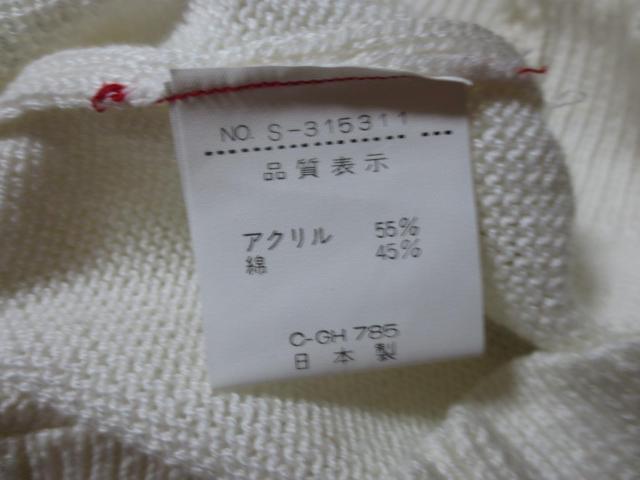 NO. S-315311
品質表示
アクリル 55%
綿 45%
C-GH 785
日本製